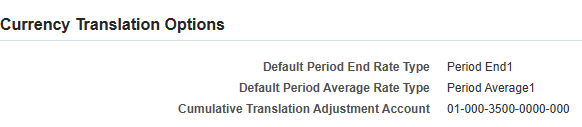 Currency Translation Options
Default Period End Rate Type Period End1
Default Period Average Rate Type Period Average1
Cumulative Translation Adjustment Account 01-000-3500-0000-000